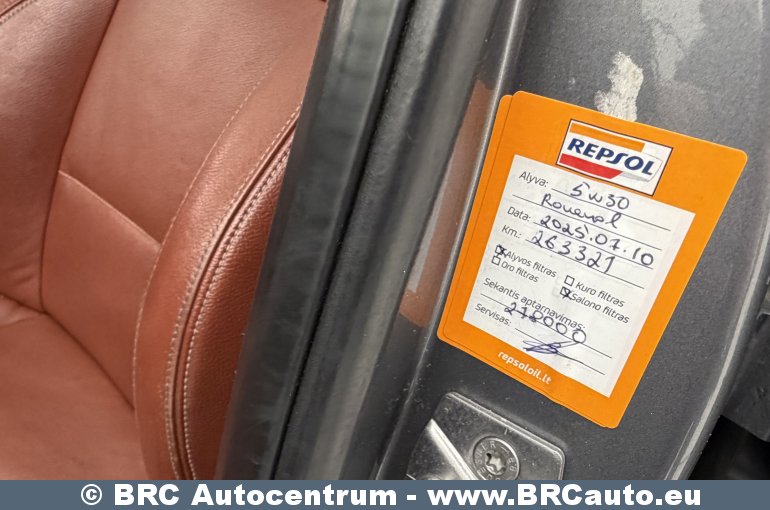 REPSOL
Alyva: 5W30
Data: 2025.07.10
Km.: 263321
Alyvos filtras
Kuro filtras
Oro filtras
Salono filtras
Sekantis aptarnavimas:
278000
Servisas:
repsoloil.lt
© BRC Autocentrum - www.BRCauto.eu